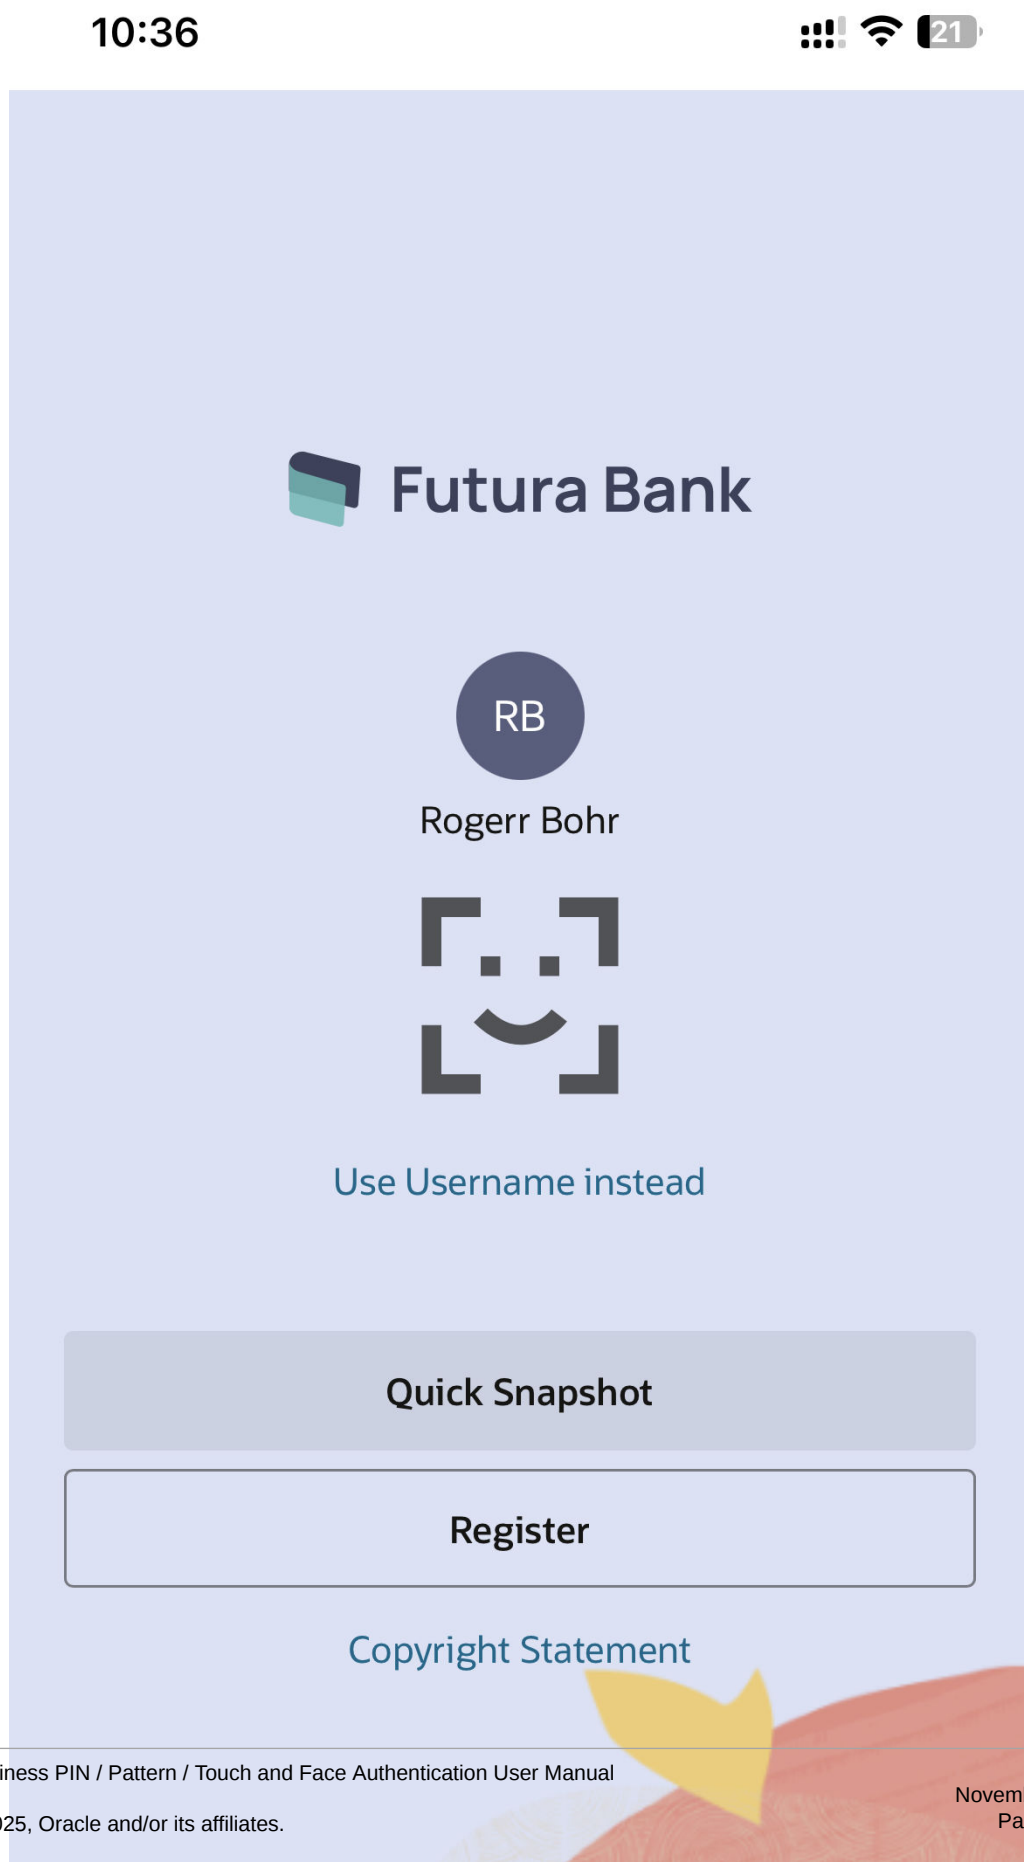 10:36
21
Futura Bank
RB
Rogerr Bohr
Use Username instead
Quick Snapshot
Register
Copyright Statement
iness PIN / Pattern / Touch and Face Authentication User Manual
Novem
025, Oracle and/or its affiliates.
Pa